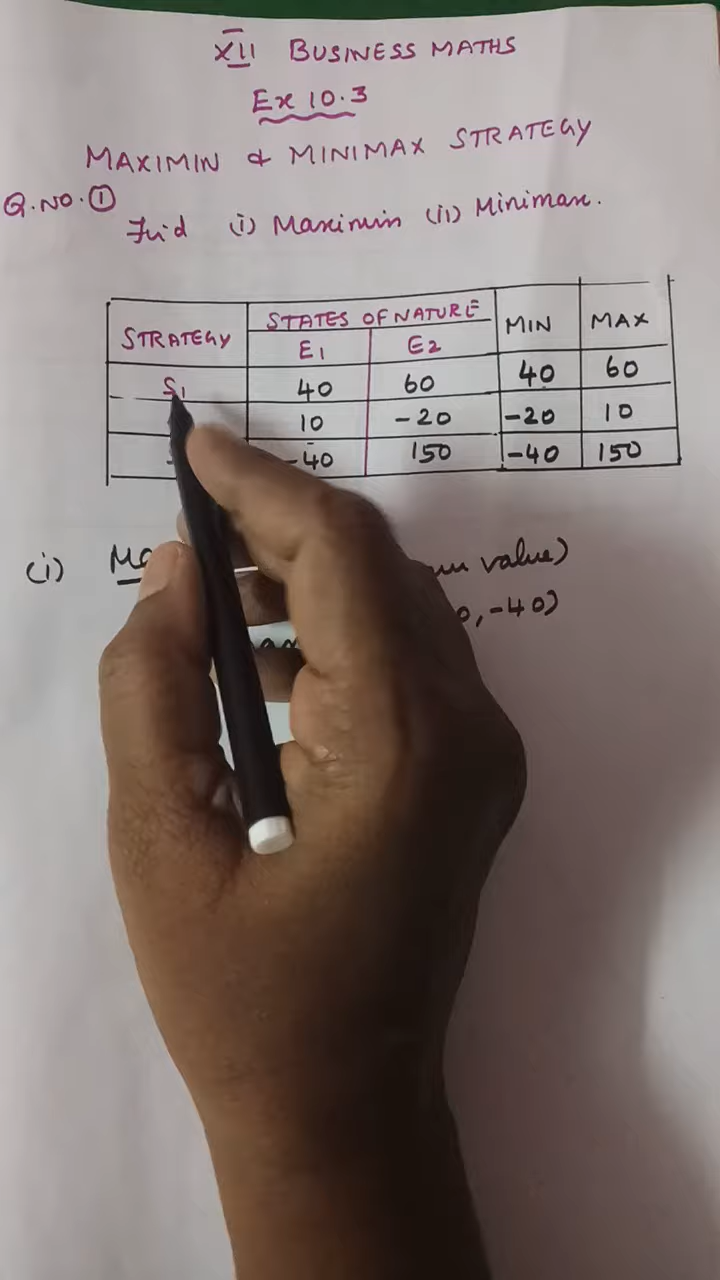 XII BUSINESS MATHS
Ex 10.3
MAXIMIN & MINIMAX STRATEGY
Q.NO.①
Find (i) Maximin (ii) Minimax.
STRATEGY STATES OF NATURE MIN MAX
E1 E2
S1 40 60 40 60
10 -20 -20 10
-40 150 -40 150
(i) value)
, -40)